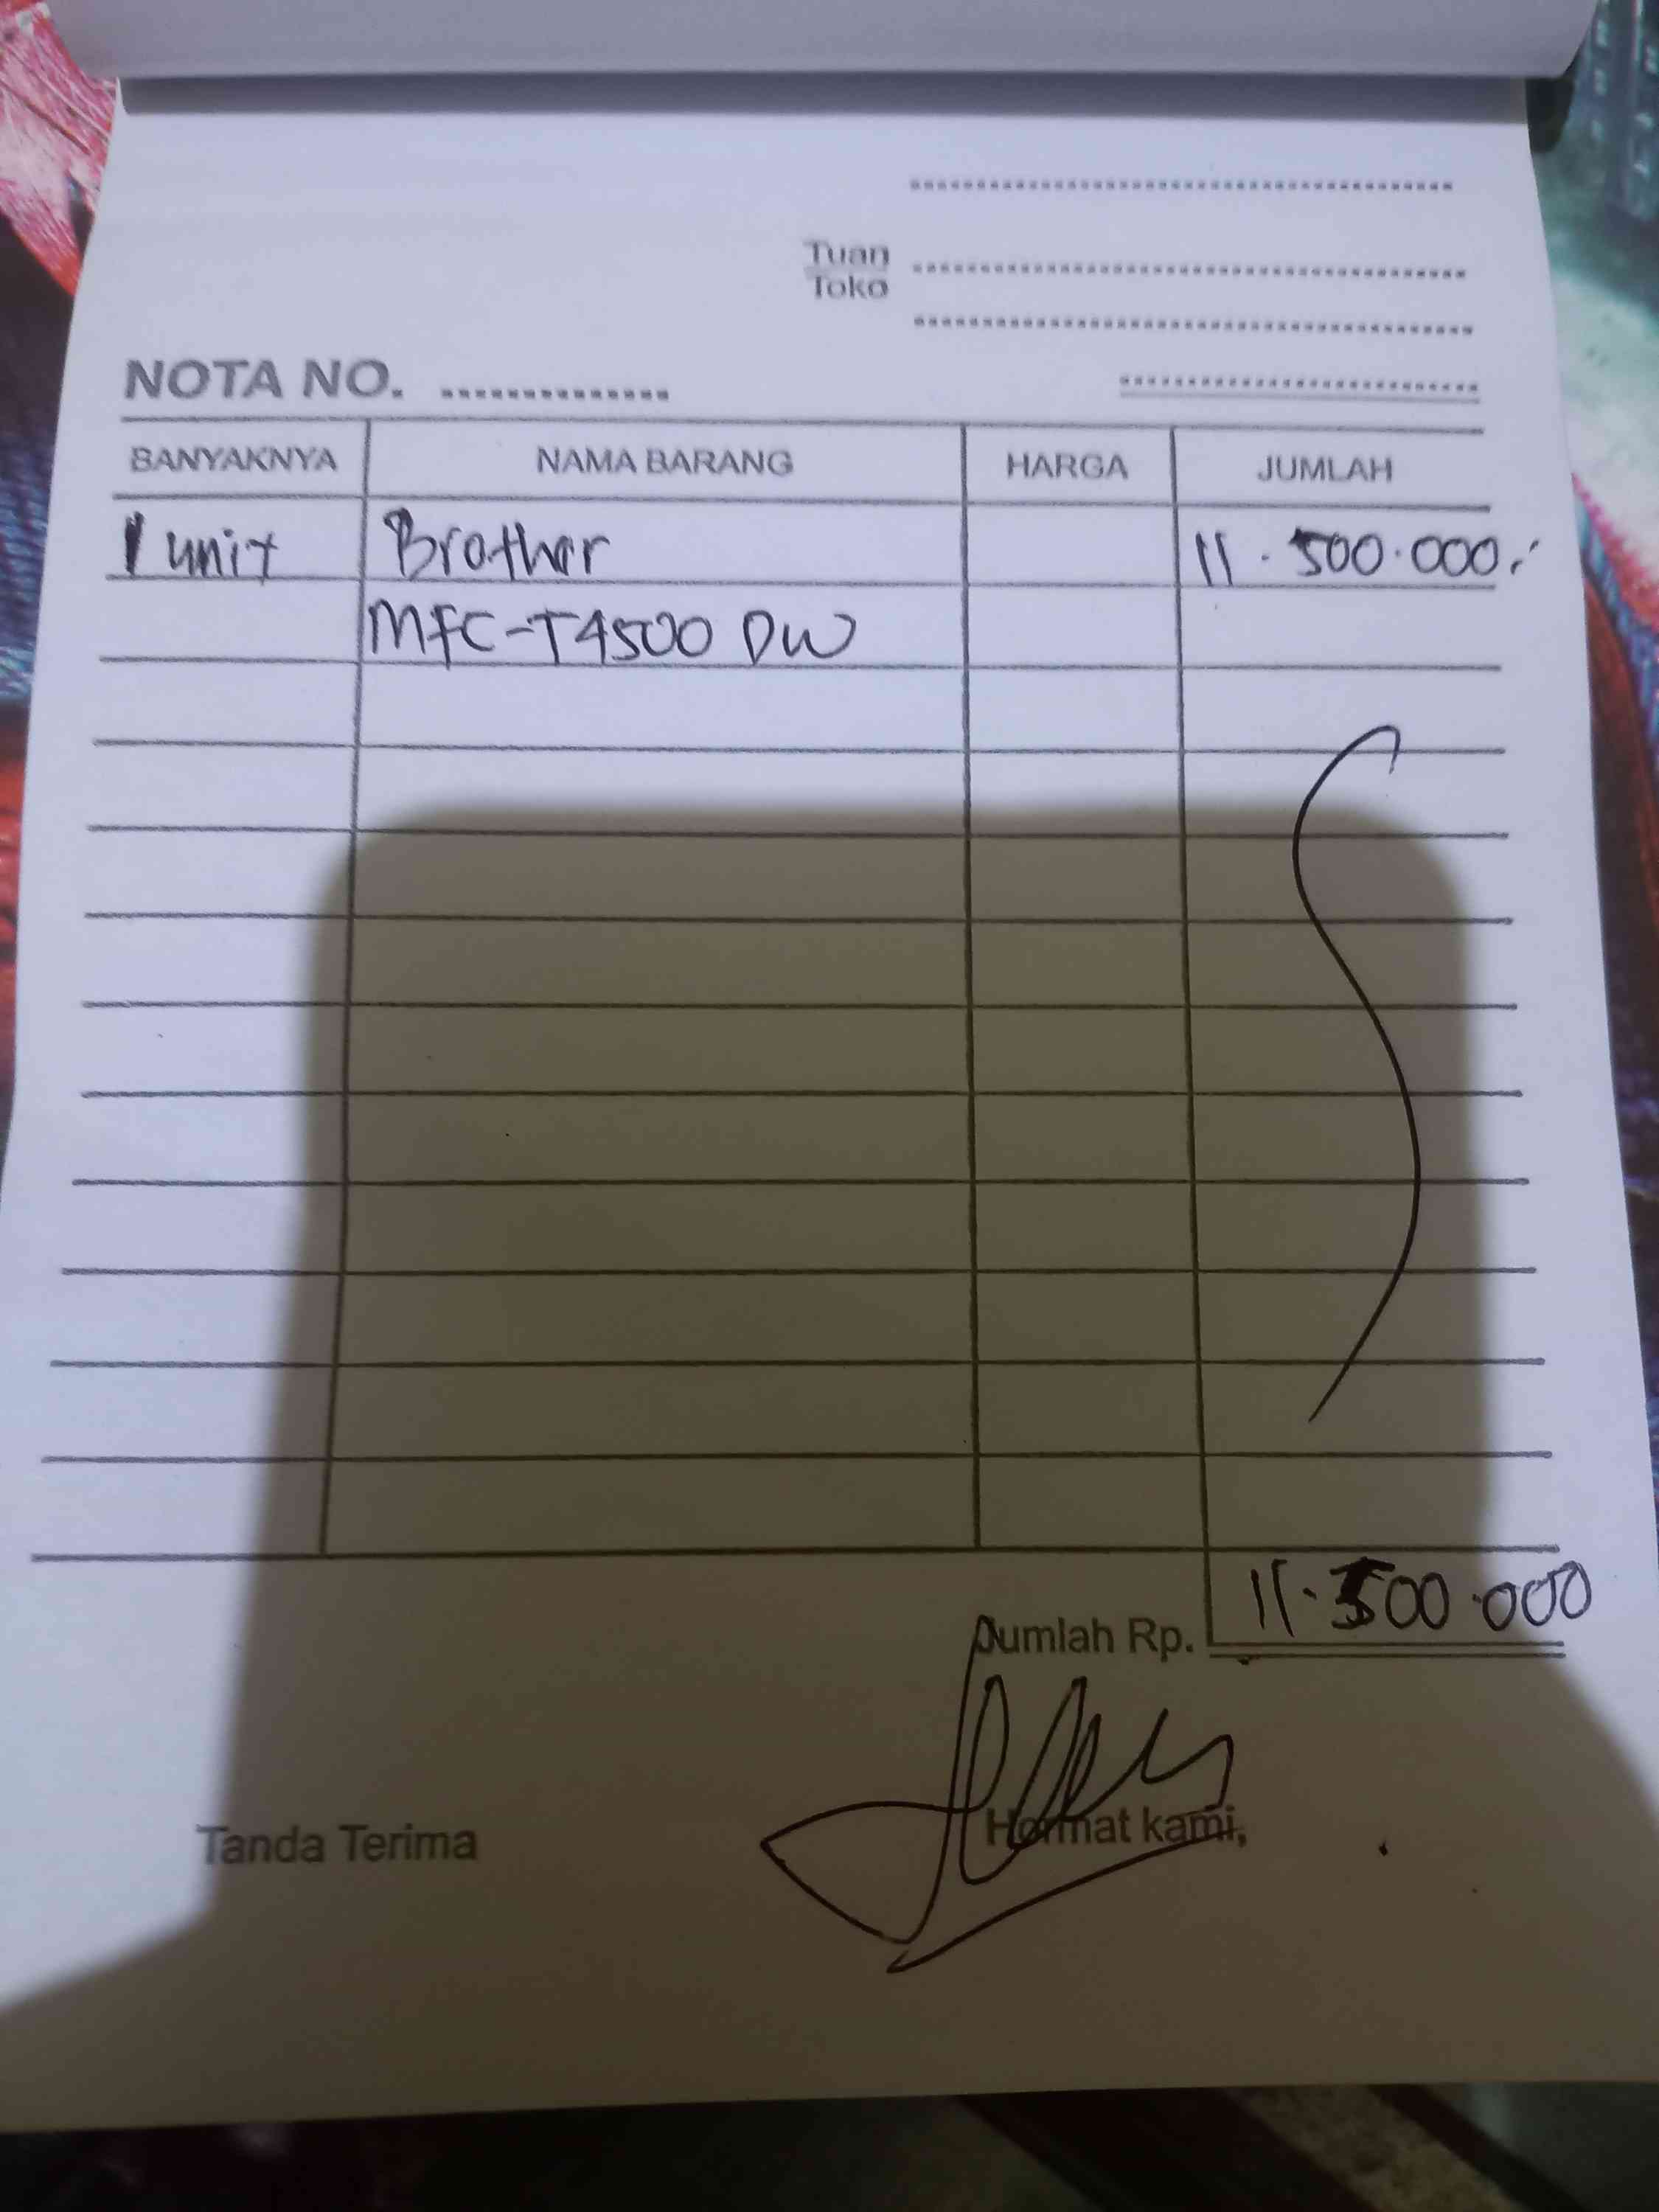 Tuan
Toko
NOTA NO.
BANYAKNYA NAMA BARANG HARGA JUMLAH
1 unit Brother 11.500.000,-
MFC-T4500 DW
Jumlah Rp. 11.500.000
Tanda Terima Hormat kami,